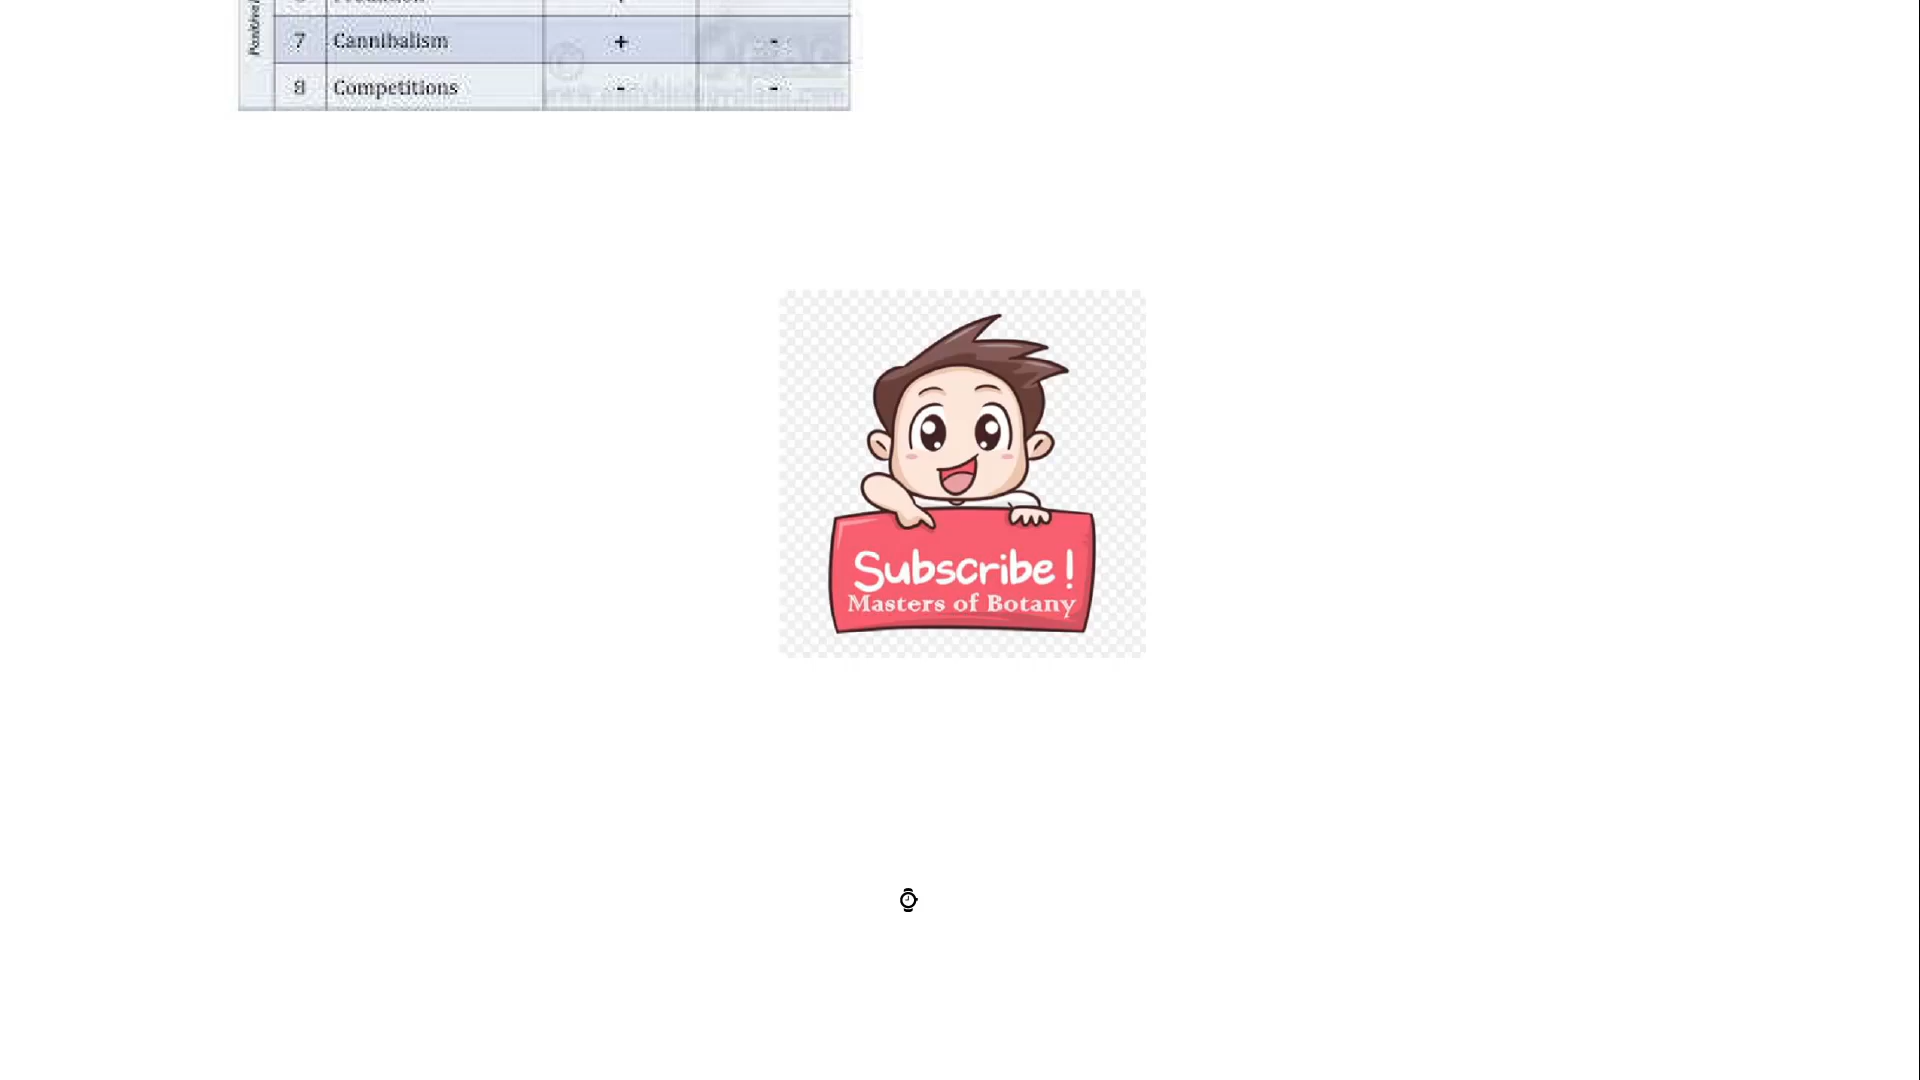 7 Cannibalism + -
8 Competitions - -
Subscribe !
Masters of Botany